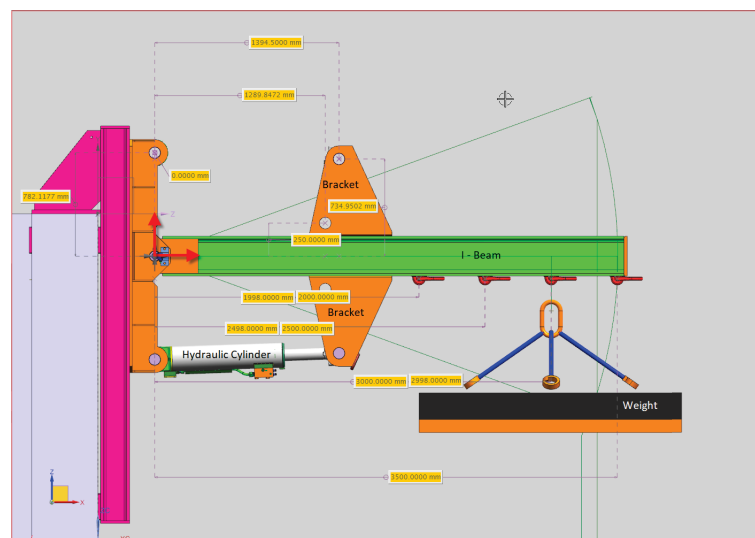 1394.5000 mm
1289.8472 mm
0.0000 mm
Bracket
782.1177 mm
734.9502 mm
Z
250.0000 mm
I - Beam
1998.0000 mm 2000.0000 mm
Bracket
2498.0000 mm 2500.0000 mm
Hydraulic Cylinder
3000.0000 mm 2998.0000 mm
Weight
3500.0000 mm
Z
X